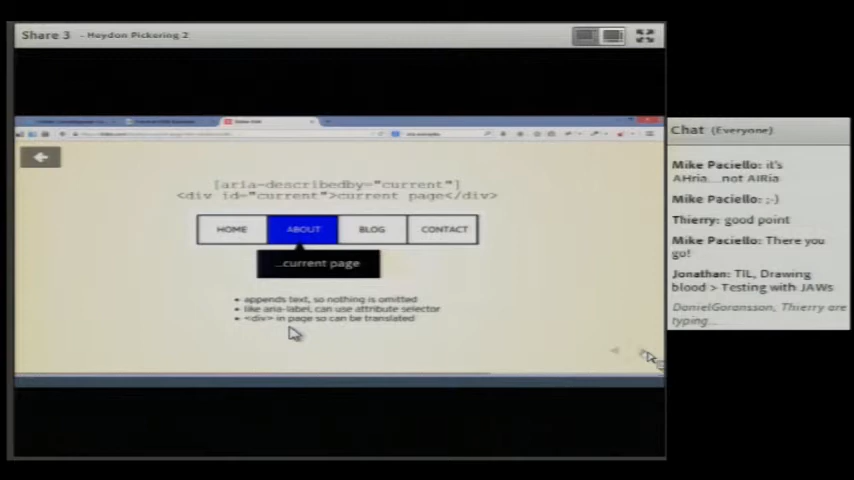 Share 3 - Heydon Pickering 2
[aria-describedby="current"]
<div id="current">current page</div>
HOME ABOUT BLOG CONTACT
...current page
• appends text, so nothing is omitted
• like aria-label, can use attribute selector
• <div> in page so can be translated
Chat (Everyone)
Mike Paciello: it's
AHria....not AIRia
Mike Paciello: ;-)
Thierry: good point
Mike Paciello: There you
go!
Jonathan: TIL, Drawing
blood > Testing with JAWs
DanielGoransson, Thierry are
typing...